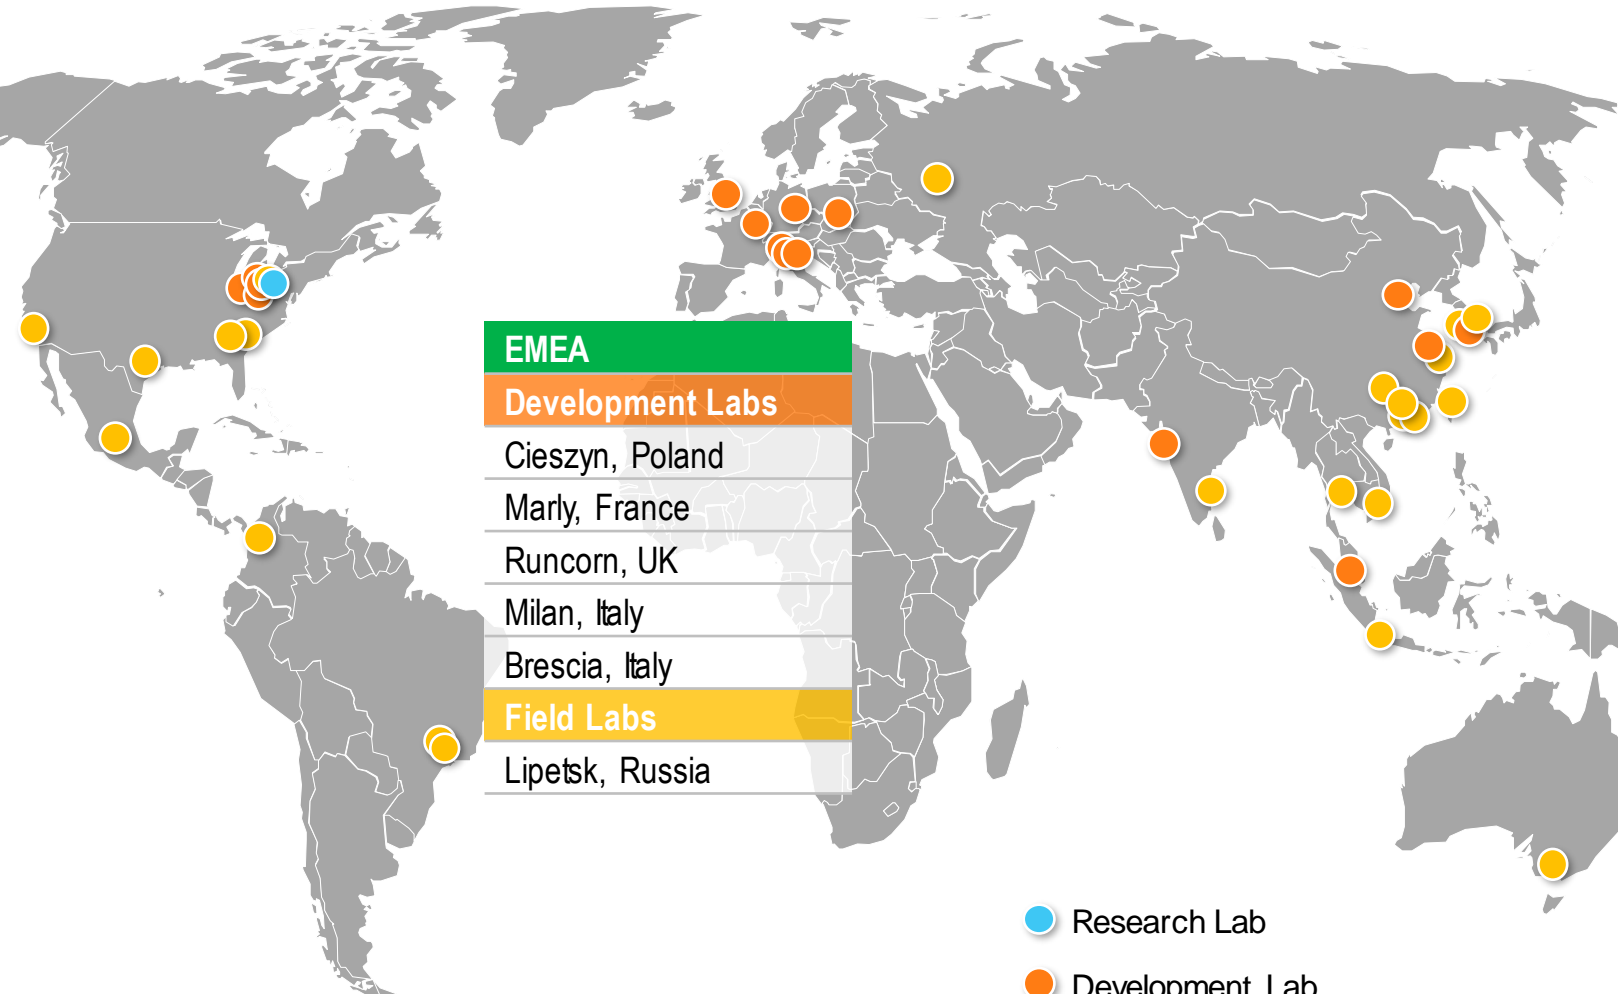 EMEA
Development Labs
Cieszyn, Poland
Marly, France
Runcorn, UK
Milan, Italy
Brescia, Italy
Field Labs
Lipetsk, Russia
Research Lab
Development Lab